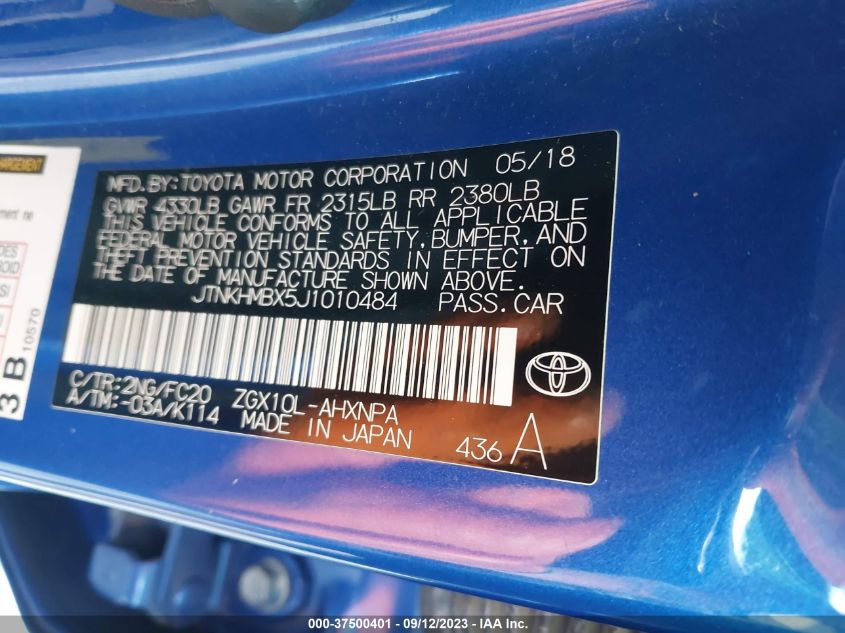 MFD.BY:TOYOTA MOTOR CORPORATION 05/18
GVWR 4330LB GAWR FR 2315LB RR 2380LB
THIS VEHICLE CONFORMS TO ALL APPLICABLE
FEDERAL MOTOR VEHICLE SAFETY,BUMPER,AND
THEFT PREVENTION STANDARDS IN EFFECT ON
THE DATE OF MANUFACTURE SHOWN ABOVE.
JTNKHMBX5J1010484 PASS.CAR
C/TR:2NG/FC20 ZGX10L-AHXNPA
A/TM:-03A/K114 MADE IN JAPAN 436 A
3 B 10570
000-37500401 - 09/12/2023 - IAA Inc.